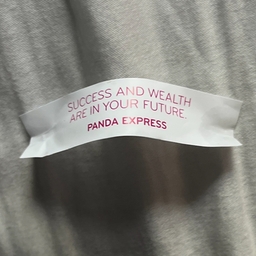 SUCCESS AND WEALTH
ARE IN YOUR FUTURE.
PANDA EXPRESS